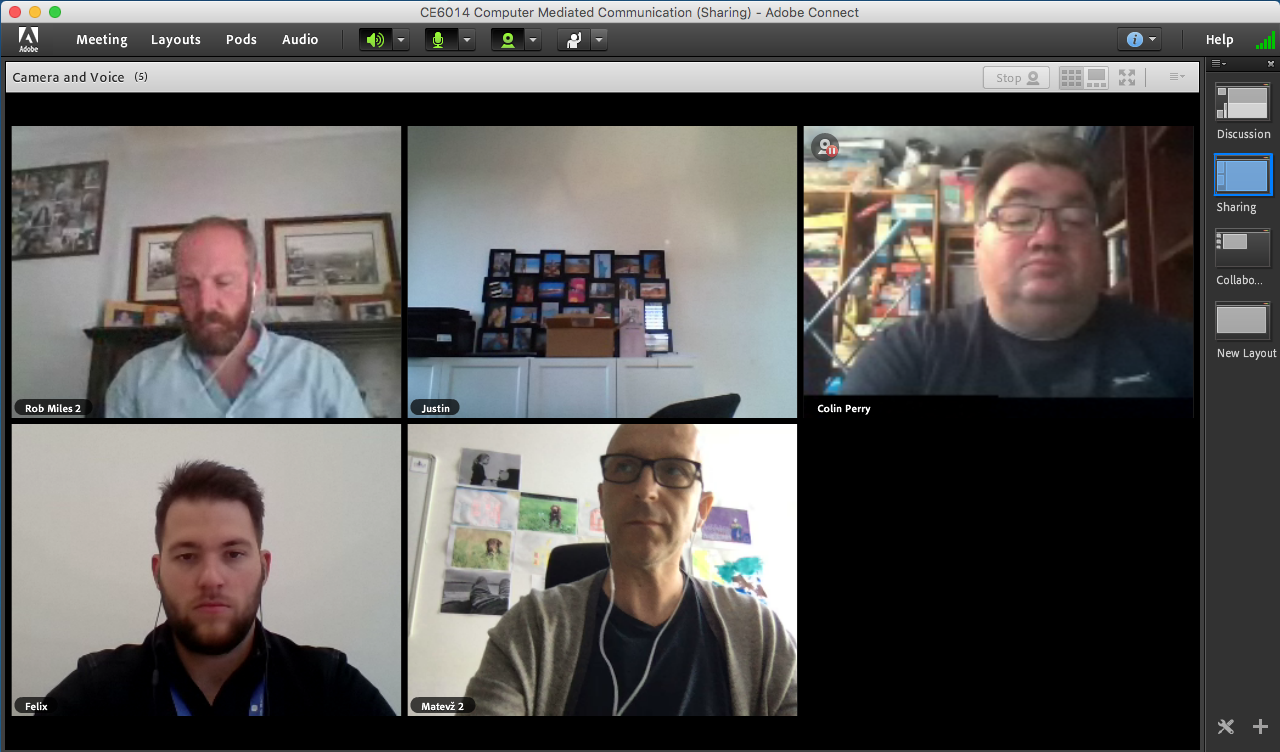 CE6014 Computer Mediated Communication (Sharing) - Adobe Connect
Adobe
Meeting Layouts Pods Audio Help
Camera and Voice (5) Stop
Discussion
Sharing
Collabo...
New Layout
Rob Miles 2
Justin
Colin Perry
Felix
Matevž 2